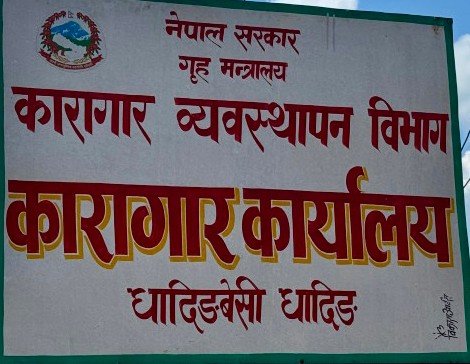 नेपाल सरकार
गृह मन्त्रालय
कारागार व्यवस्थापन विभाग
कारागार कार्यालय
धादिङबेसी धादिङ